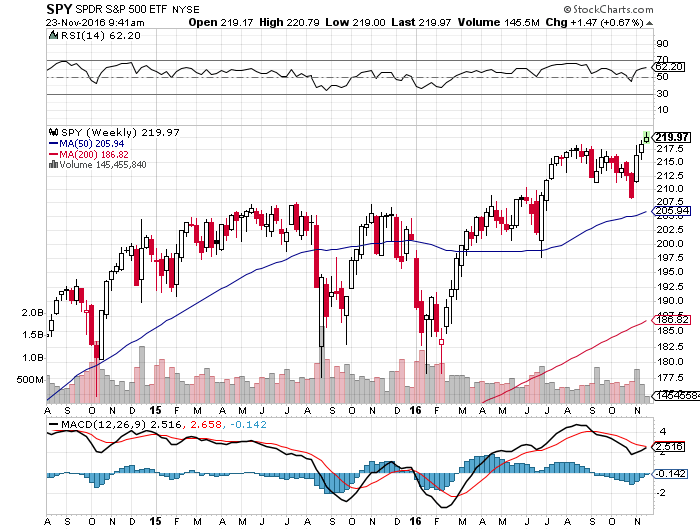 SPY SPDR S&P 500 ETF NYSE © StockCharts.com
23-Nov-2016 9:41am Open 219.17 High 220.79 Low 219.00 Last 219.97 Volume 145.5M Chg +1.47 (+0.67%)
RSI(14) 62.20
90
70
62.20
50
30
10
SPY (Weekly) 219.97
MA(50) 205.94
MA(200) 186.82
Volume 145,455,840
219.97
217.5
215.0
212.5
210.0
207.5
205.94
202.5
200.0
197.5
195.0
192.5
190.0
187.5
186.82
185.0
182.5
180.0
177.5
14545584
2.0B
1.5B
1.0B
500M
A S O N D 15 F M A M J J A S O N D 16 F M A M J J A S O N
MACD(12,26,9) 2.516, 2.658, -0.142
4
2.516
-0.142
-2
A S O N D 15 F M A M J J A S O N D 16 F M A M J J A S O N